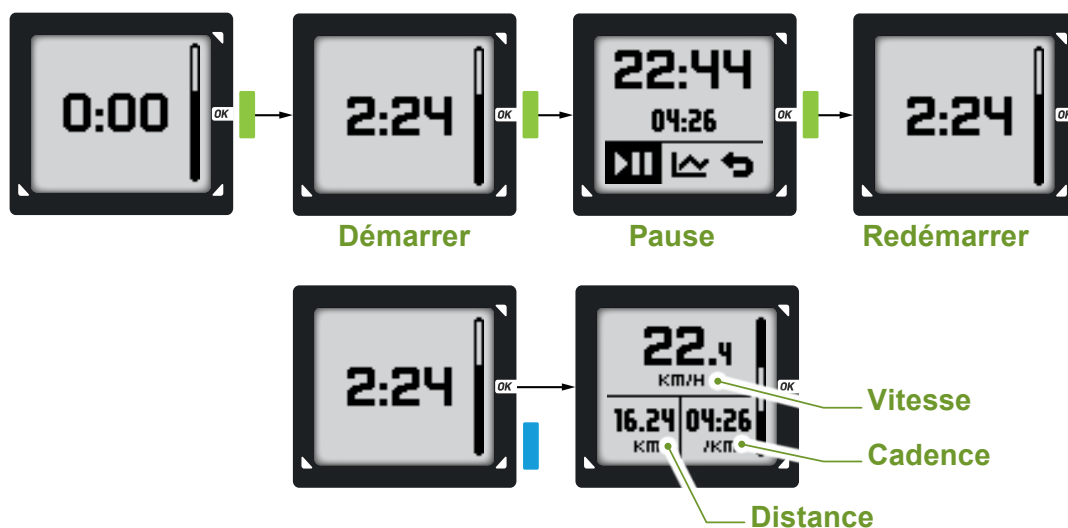 0:00
OK
2:24
OK
22:44
04:26
OK
2:24
OK
Démarrer
Pause
Redémarrer
2:24
OK
22.4
KM/H
16.24
KM
04:26
/KM
OK
Vitesse
Cadence
Distance